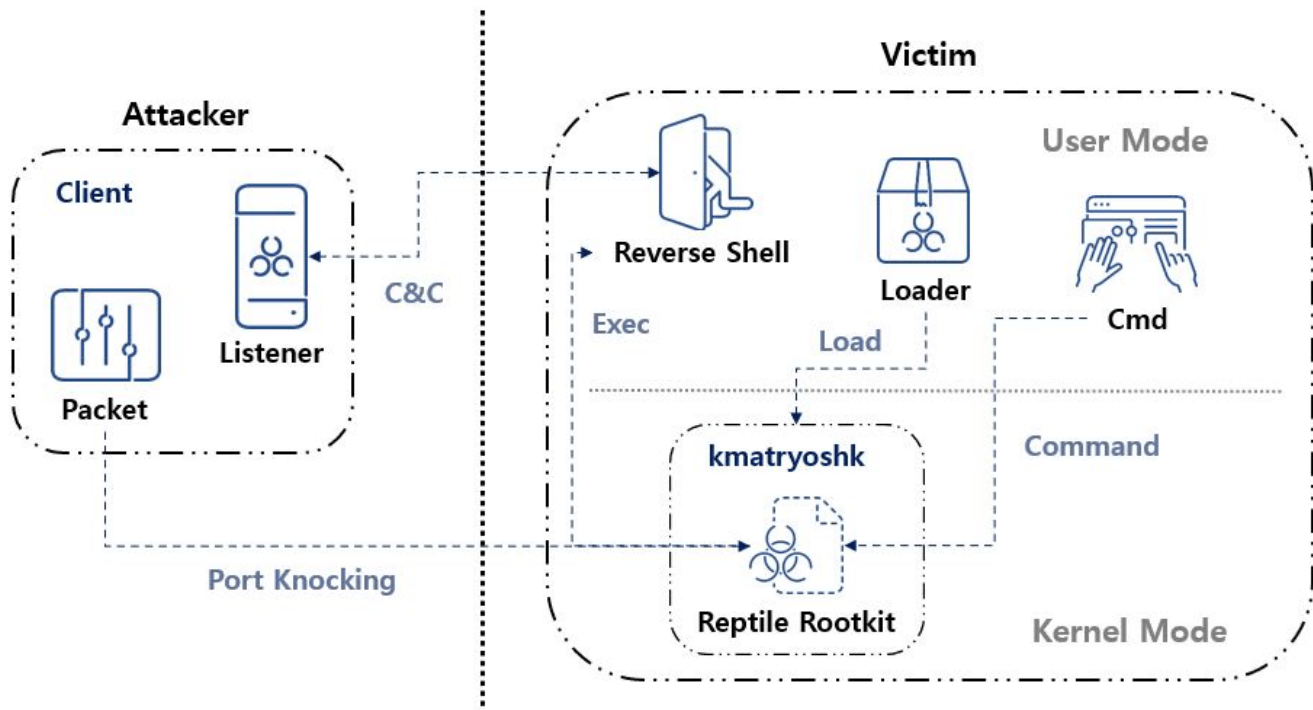 Victim
Attacker
User Mode
Client
Reverse Shell
Loader
C&C
Cmd
Exec
Load
Listener
Packet
Command
kmatryoshk
Port Knocking
Reptile Rootkit
Kernel Mode